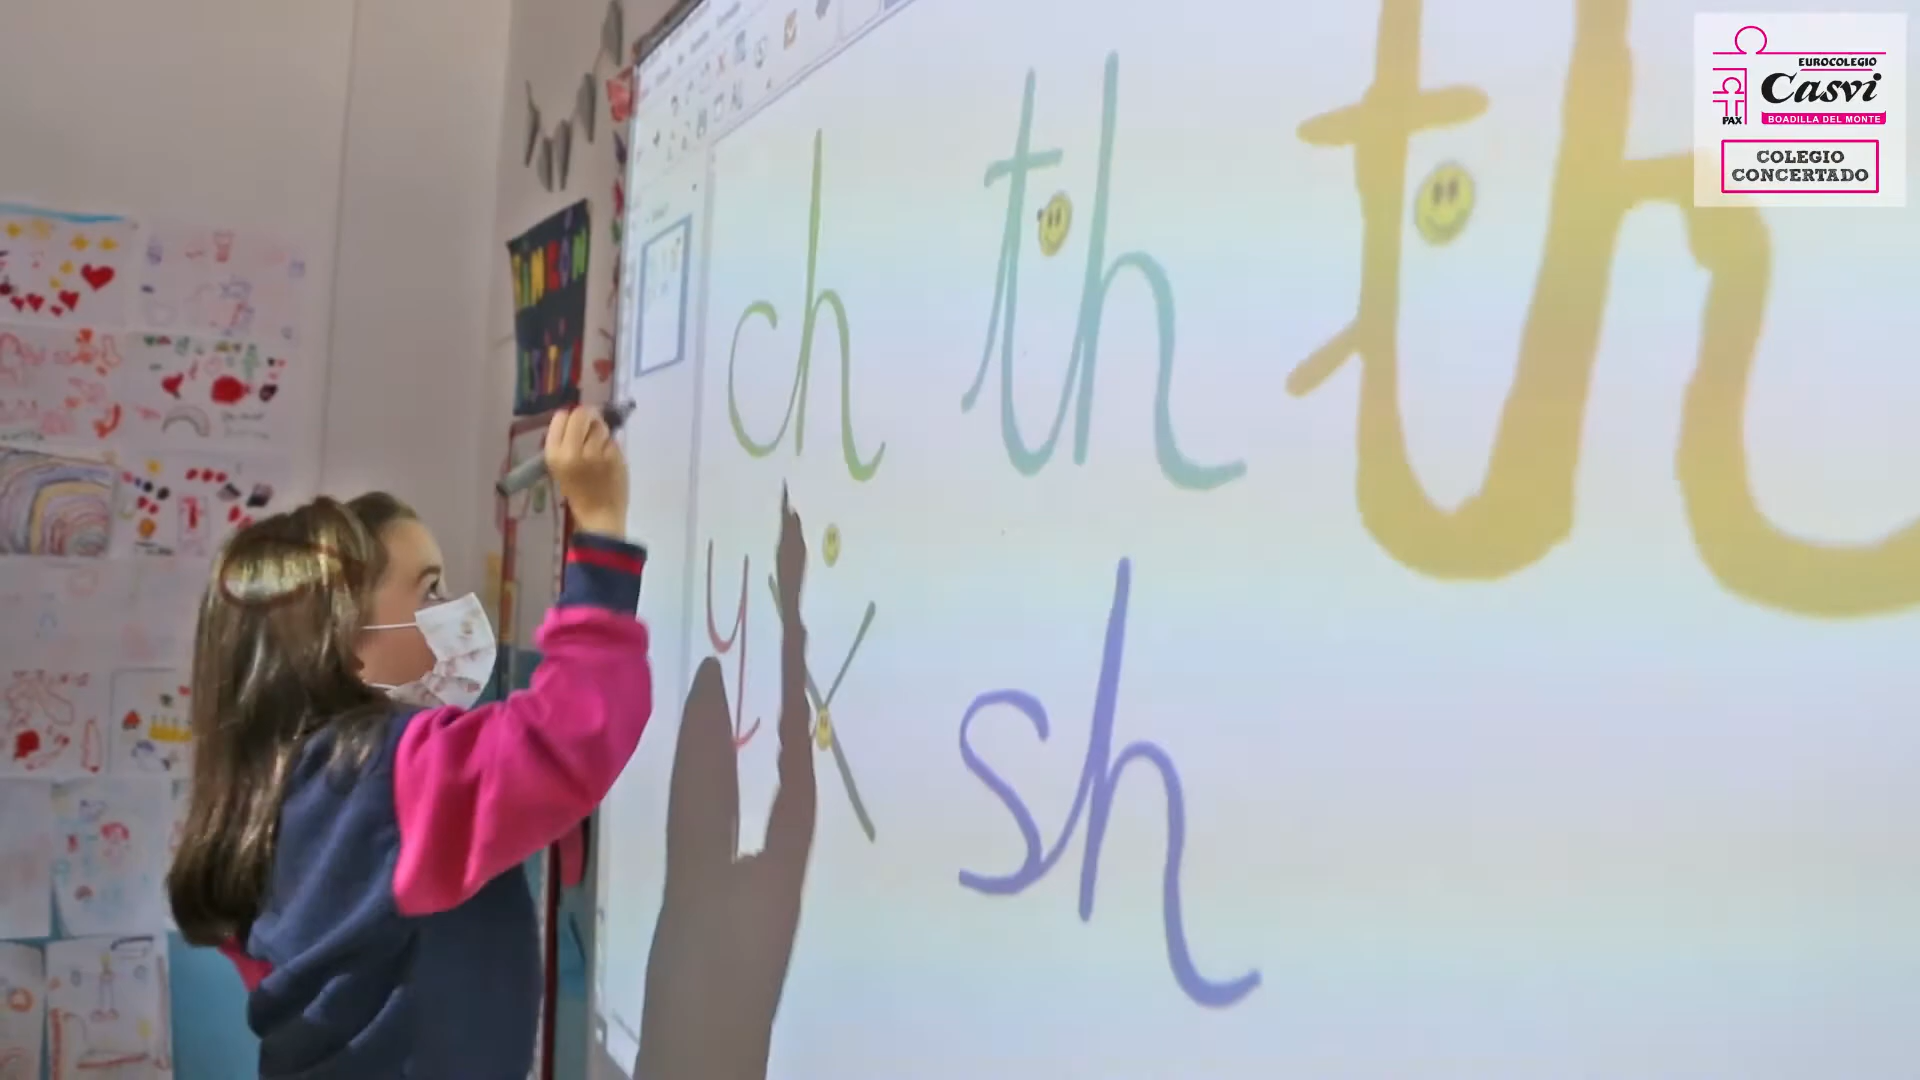 ch th th
y x sh
EUROCOLEGIO
Casvi
PAX
BOADILLA DEL MONTE
COLEGIO
CONCERTADO